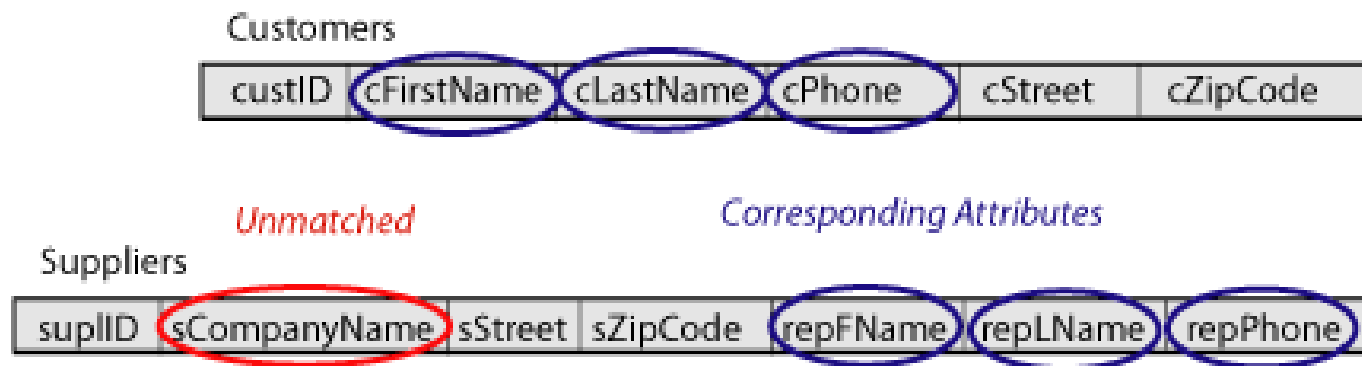 Customers
custID cFirstName cLastName cPhone cStreet cZipCode
Unmatched Corresponding Attributes
Suppliers
suplID sCompanyName sStreet sZipCode repFName repLName repPhone